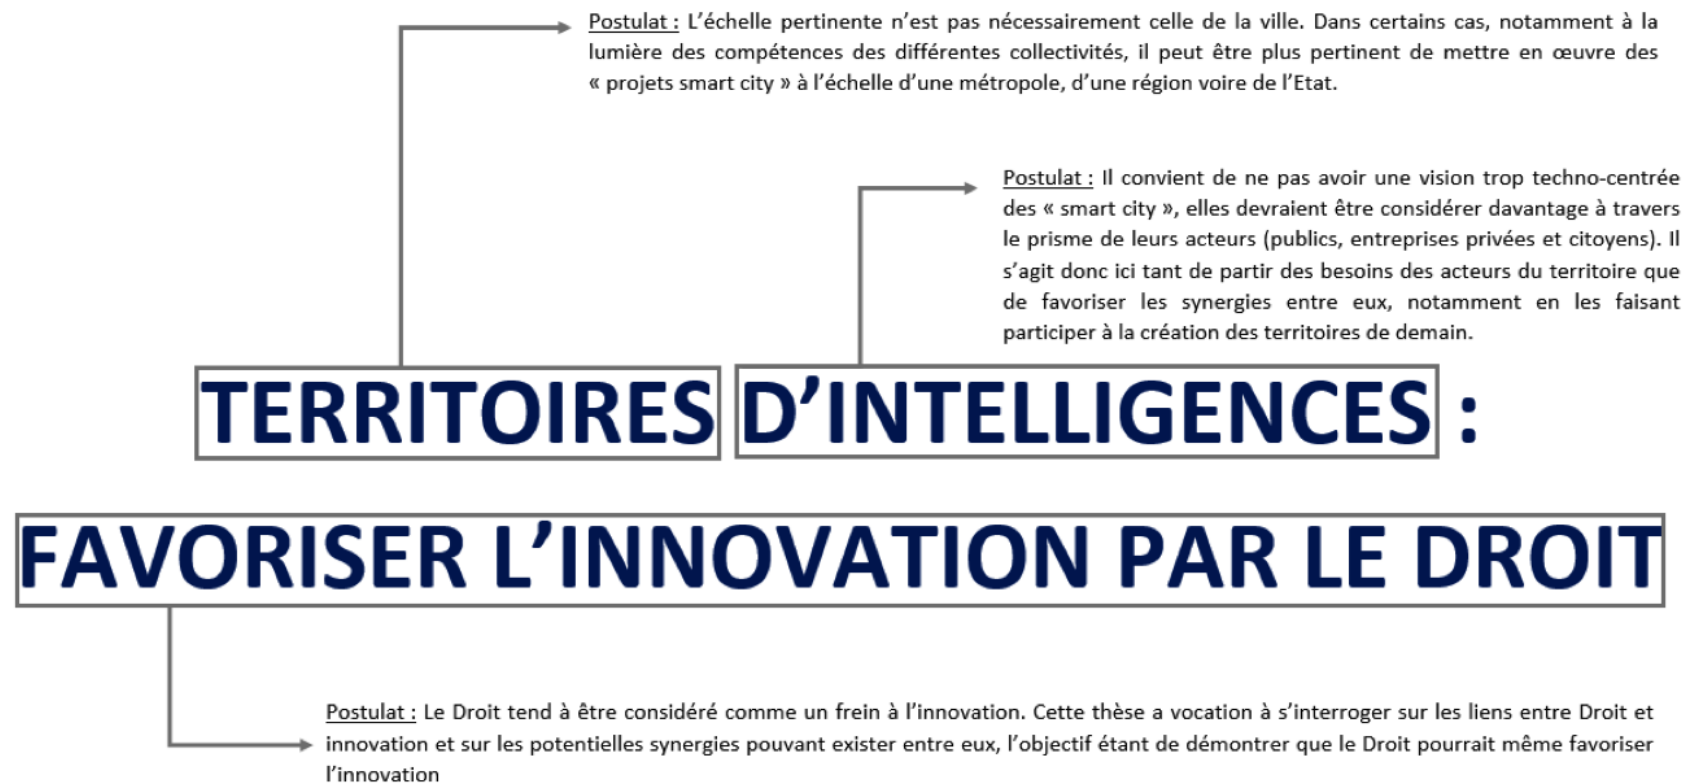 Postulat : L’échelle pertinente n’est pas nécessairement celle de la ville. Dans certains cas, notamment à la
lumière des compétences des différentes collectivités, il peut être plus pertinent de mettre en œuvre des
« projets smart city » à l’échelle d’une métropole, d’une région voire de l’Etat.
Postulat : Il convient de ne pas avoir une vision trop techno-centrée
des « smart city », elles devraient être considérer davantage à travers
le prisme de leurs acteurs (publics, entreprises privées et citoyens). Il
s’agit donc ici tant de partir des besoins des acteurs du territoire que
de favoriser les synergies entre eux, notamment en les faisant
participer à la création des territoires de demain.
TERRITOIRES D’INTELLIGENCES :
FAVORISER L’INNOVATION PAR LE DROIT
Postulat : Le Droit tend à être considéré comme un frein à l’innovation. Cette thèse a vocation à s’interroger sur les liens entre Droit et
innovation et sur les potentielles synergies pouvant exister entre eux, l’objectif étant de démontrer que le Droit pourrait même favoriser
l’innovation